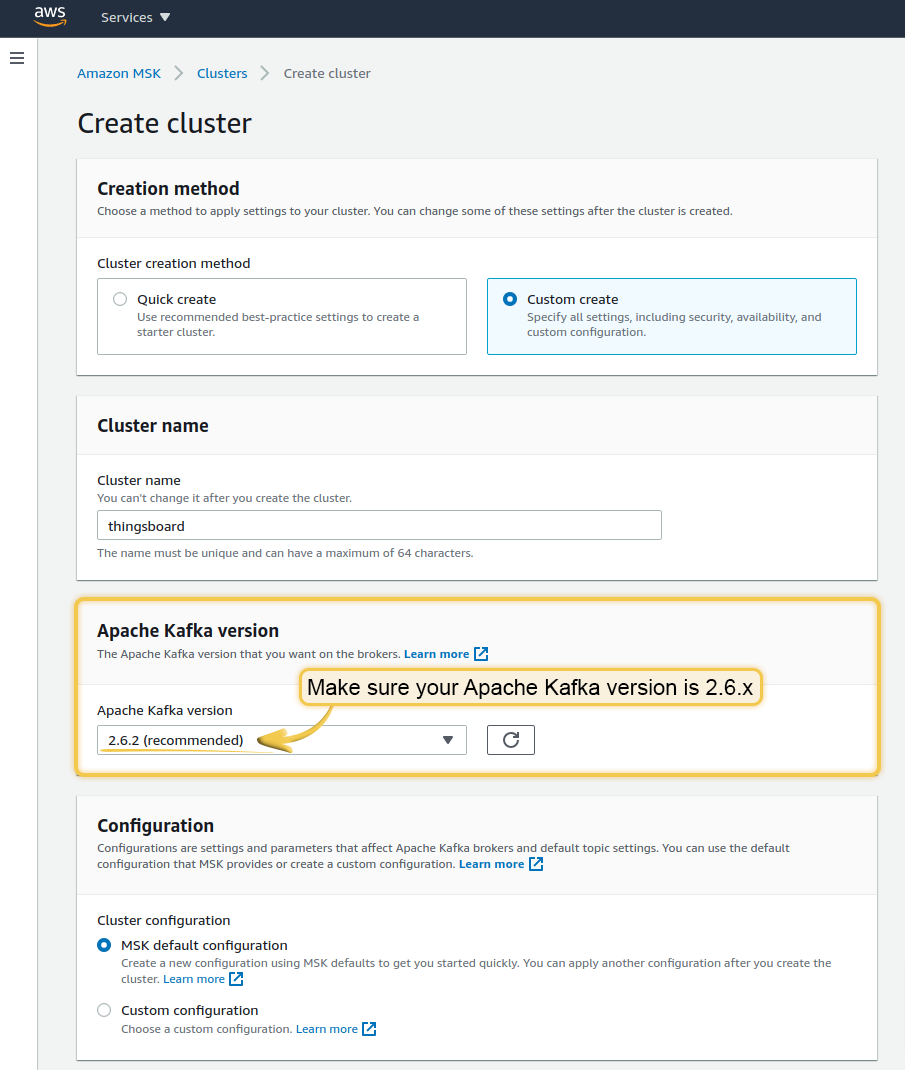 aws
Services
Amazon MSK
Clusters
Create cluster
Create cluster
Creation method
Choose a method to apply settings to your cluster. You can change some of these settings after the cluster is created.
Cluster creation method
Quick create
Use recommended best-practice settings to create a
starter cluster.
Custom create
Specify all settings, including security, availability, and
custom configuration.
Cluster name
Cluster name
You can't change it after you create the cluster.
thingsboard
The name must be unique and can have a maximum of 64 characters.
Apache Kafka version
The Apache Kafka version that you want on the brokers. Learn more
Make sure your Apache Kafka version is 2.6.x
Apache Kafka version
2.6.2 (recommended)
Configuration
Configurations are settings and parameters that affect Apache Kafka brokers and default topic settings. You can use the default
configuration that MSK provides or create a custom configuration. Learn more
Cluster configuration
MSK default configuration
Create a new configuration using MSK defaults to get you started quickly. You can apply another configuration after you create the
cluster. Learn more
Custom configuration
Choose a custom configuration. Learn more